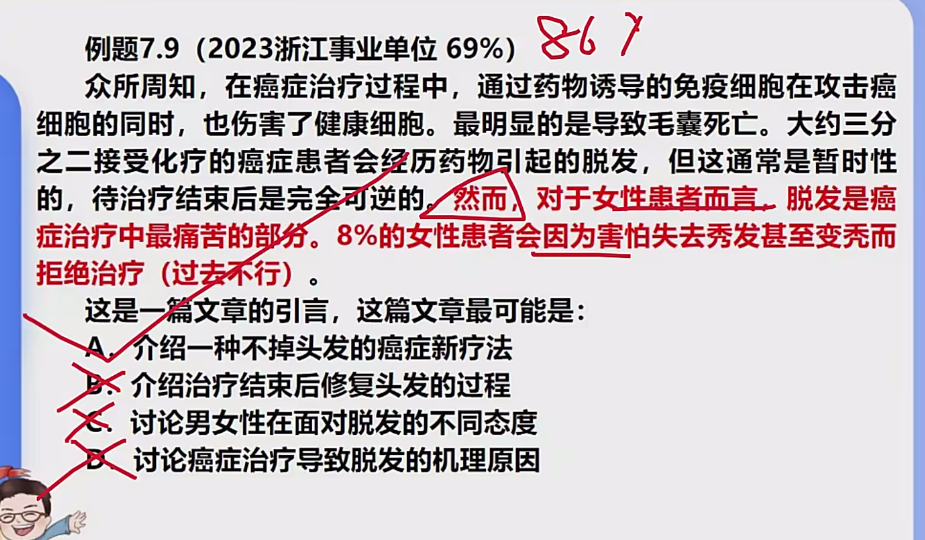 例题7.9（2023浙江事业单位 69%） 867
众所周知，在癌症治疗过程中，通过药物诱导的免疫细胞在攻击癌
细胞的同时，也伤害了健康细胞。最明显的是导致毛囊死亡。大约三分
之二接受化疗的癌症患者会经历药物引起的脱发，但这通常是暂时性
的，待治疗结束后是完全可逆的。然而，对于女性患者而言，脱发是癌
症治疗中最痛苦的部分。8%的女性患者会因为害怕失去秀发甚至变秃而
拒绝治疗（过去不行）。
这是一篇文章的引言，这篇文章最可能是：
A．介绍一种不掉头发的癌症新疗法
B．介绍治疗结束后修复头发的过程
C．讨论男女性在面对脱发的不同态度
D．讨论癌症治疗导致脱发的机理原因